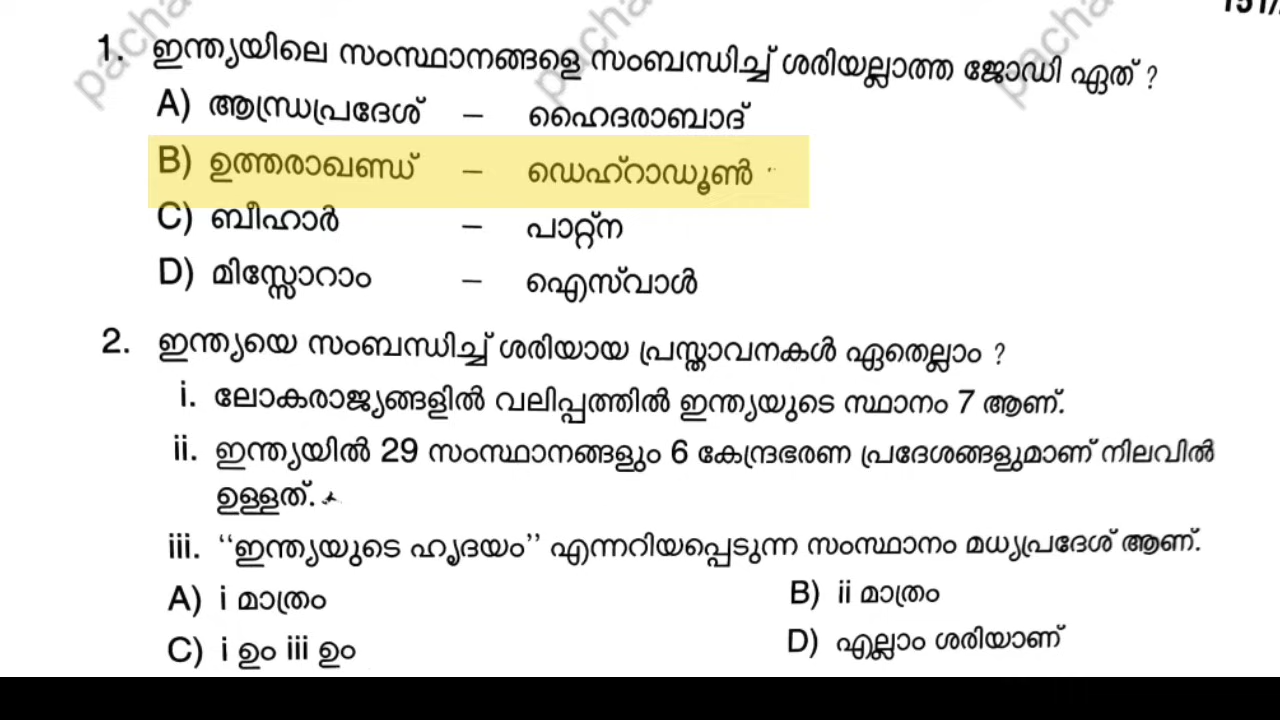 1. ഇന്ത്യയിലെ സംസ്ഥാനങ്ങളെ സംബന്ധിച്ച് ശരിയല്ലാത്ത ജോഡി ഏത് ?
A) ആന്ധ്രപ്രദേശ് – ഹൈദരാബാദ്
B) ഉത്തരാഖണ്ഡ് – ഡെഹ്റാഡൂൺ
C) ബീഹാർ – പാറ്റ്ന
D) മിസ്സോറാം – ഐസ്‌വാൾ
2. ഇന്ത്യയെ സംബന്ധിച്ച് ശരിയായ പ്രസ്താവനകൾ ഏതെല്ലാം ?
i. ലോകരാജ്യങ്ങളിൽ വലിപ്പത്തിൽ ഇന്ത്യയുടെ സ്ഥാനം 7 ആണ്.
ii. ഇന്ത്യയിൽ 29 സംസ്ഥാനങ്ങളും 6 കേന്ദ്രഭരണ പ്രദേശങ്ങളുമാണ് നിലവിൽ
ഉള്ളത്.
iii. “ഇന്ത്യയുടെ ഹൃദയം” എന്നറിയപ്പെടുന്ന സംസ്ഥാനം മധ്യപ്രദേശ് ആണ്.
A) i മാത്രം B) ii മാത്രം
C) i ഉം iii ഉം D) എല്ലാം ശരിയാണ്